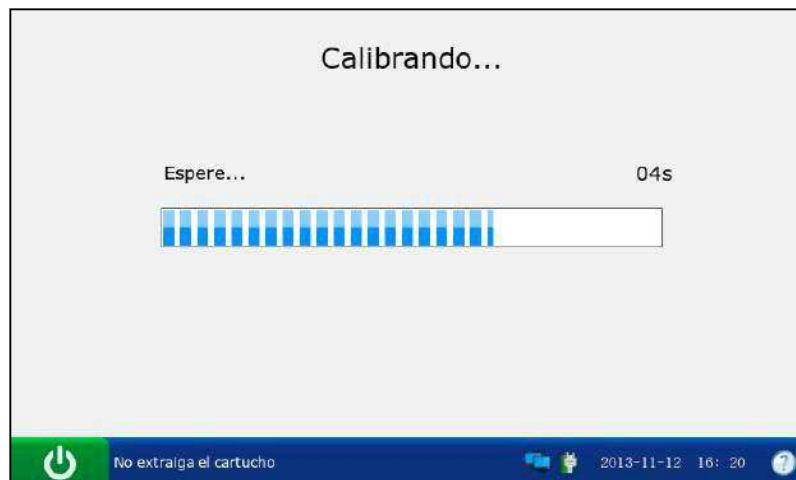 Calibrando...
Espere... 04s
No extraiga el cartucho 2013-11-12 16: 20 ?